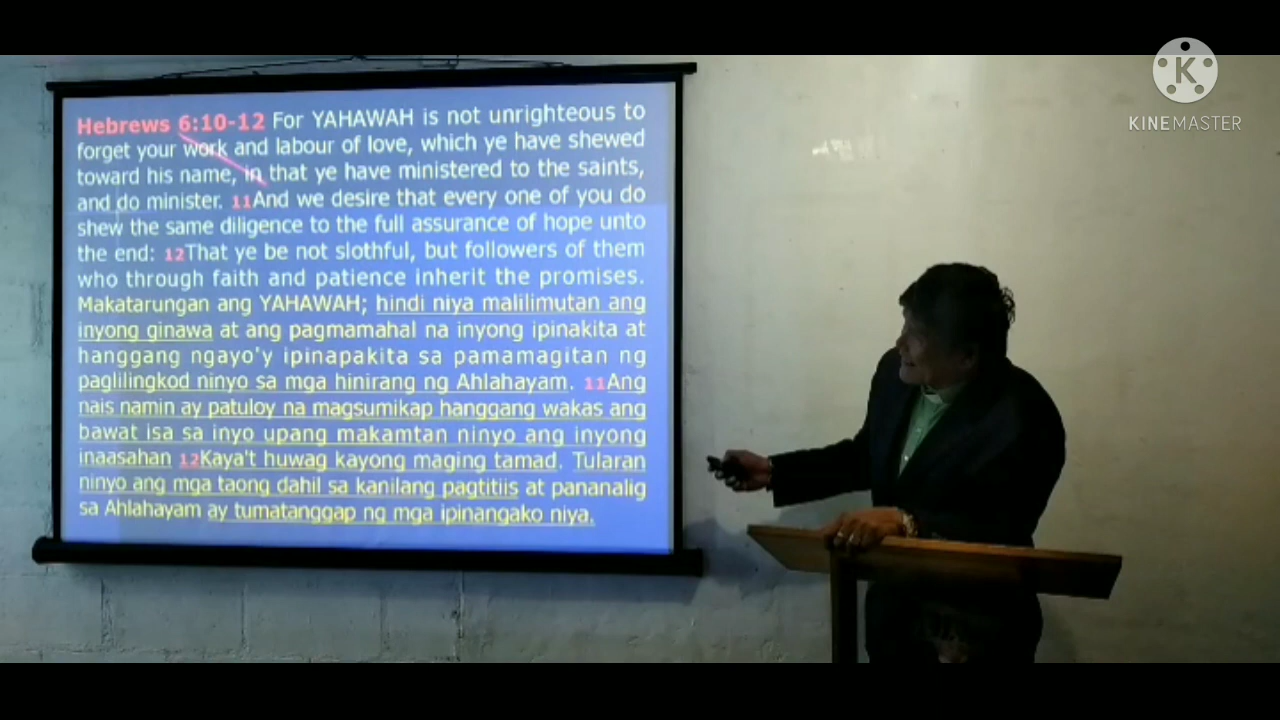 Hebrews 6:10-12 For YAHAWAH is not unrighteous to
forget your work and labour of love, which ye have shewed
toward his name, in that ye have ministered to the saints,
and do minister. 11And we desire that every one of you do
shew the same diligence to the full assurance of hope unto
the end: 12That ye be not slothful, but followers of them
who through faith and patience inherit the promises.
Makatarungan ang YAHAWAH; hindi niya malilimutan ang
inyong ginawa at ang pagmamahal na inyong ipinakita at
hanggang ngayo'y ipinapakita sa pamamagitan ng
paglilingkod ninyo sa mga hinirang ng Ahlahayam. 11Ang
nais namin ay patuloy na magsumikap hanggang wakas ang
bawat isa sa inyo upang makamtan ninyo ang inyong
inaasahan 12Kaya't huwag kayong maging tamad. Tularan
ninyo ang mga taong dahil sa kanilang pagtitiis at pananalig
sa Ahlahayam ay tumatanggap ng mga ipinangako niya.
K
KINEMASTER